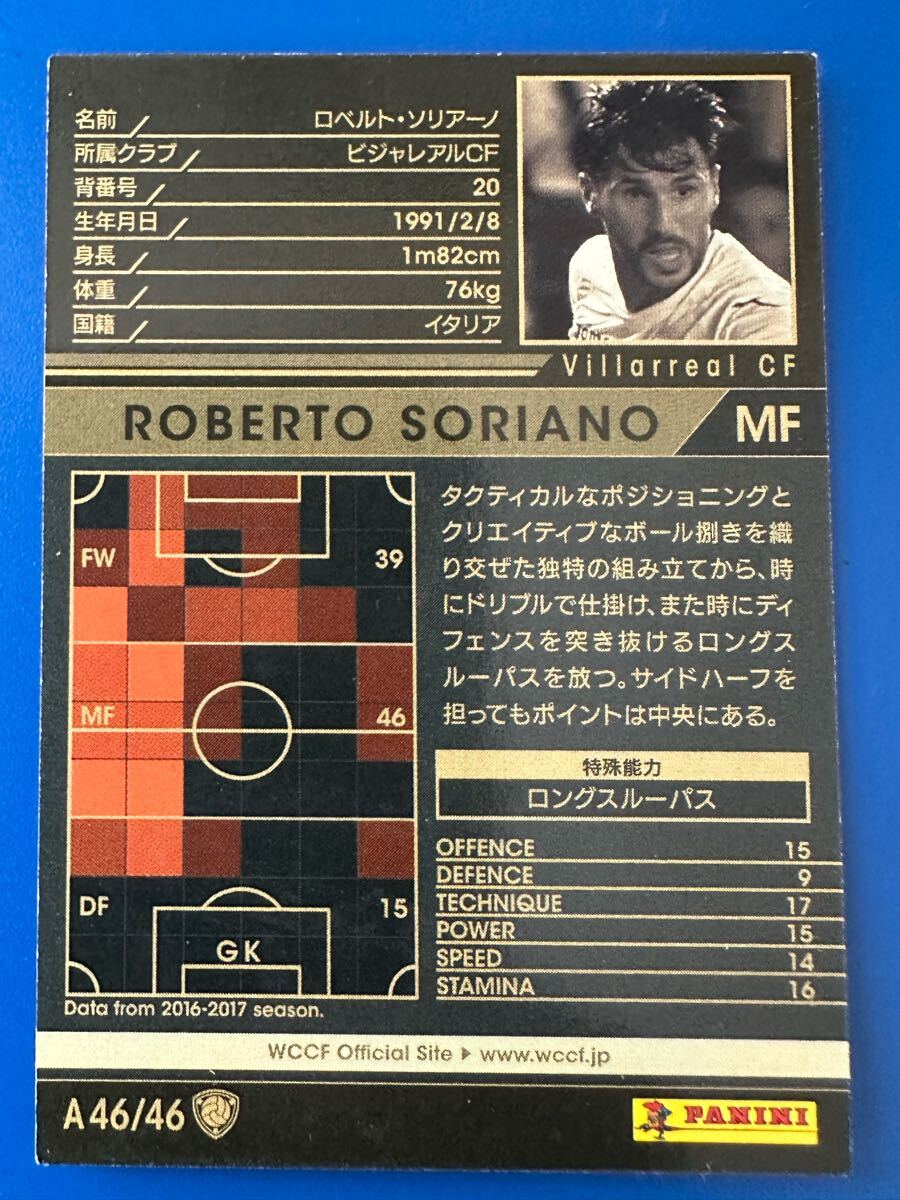 名前 ロベルト・ソリアーノ
所属クラブ ビジャレアルCF
背番号 20
生年月日 1991/2/8
身長 1m82cm
体重 76kg
国籍 イタリア
Villarreal CF
ROBERTO SORIANO MF
FW 39
MF 46
DF 15
GK
Data from 2016-2017 season.
タクティカルなポジショニングと
クリエイティブなボール捌きを織
り交ぜた独特の組み立てから、時
にドリブルで仕掛け、また時にディ
フェンスを突き抜けるロングス
ルーパスを放つ。サイドハーフを
担ってもポイントは中央にある。
特殊能力
ロングスルーパス
OFFENCE 15
DEFENCE 9
TECHNIQUE 17
POWER 15
SPEED 14
STAMINA 16
WCCF Official Site ▶ www.wccf.jp
A46/46
PANINI